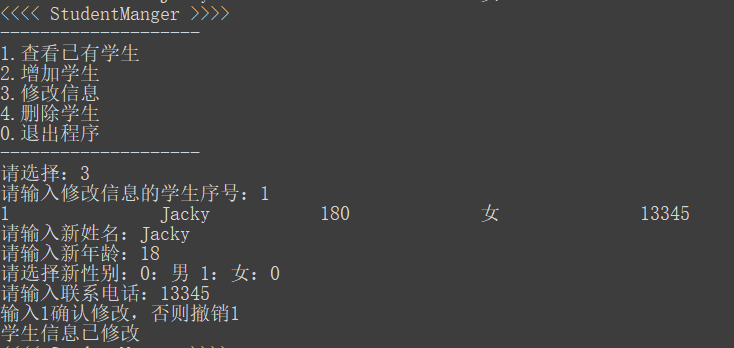 女
<<<< StudentManger >>>>
--------------------
1.查看已有学生
2.增加学生
3.修改信息
4.删除学生
0.退出程序
--------------------
请选择：3
请输入修改信息的学生序号：1
1 Jacky 180 女 13345
请输入新姓名：Jacky
请输入新年龄：18
请选择新性别：0：男 1：女：0
请输入联系电话：13345
输入1确认修改，否则撤销1
学生信息已修改